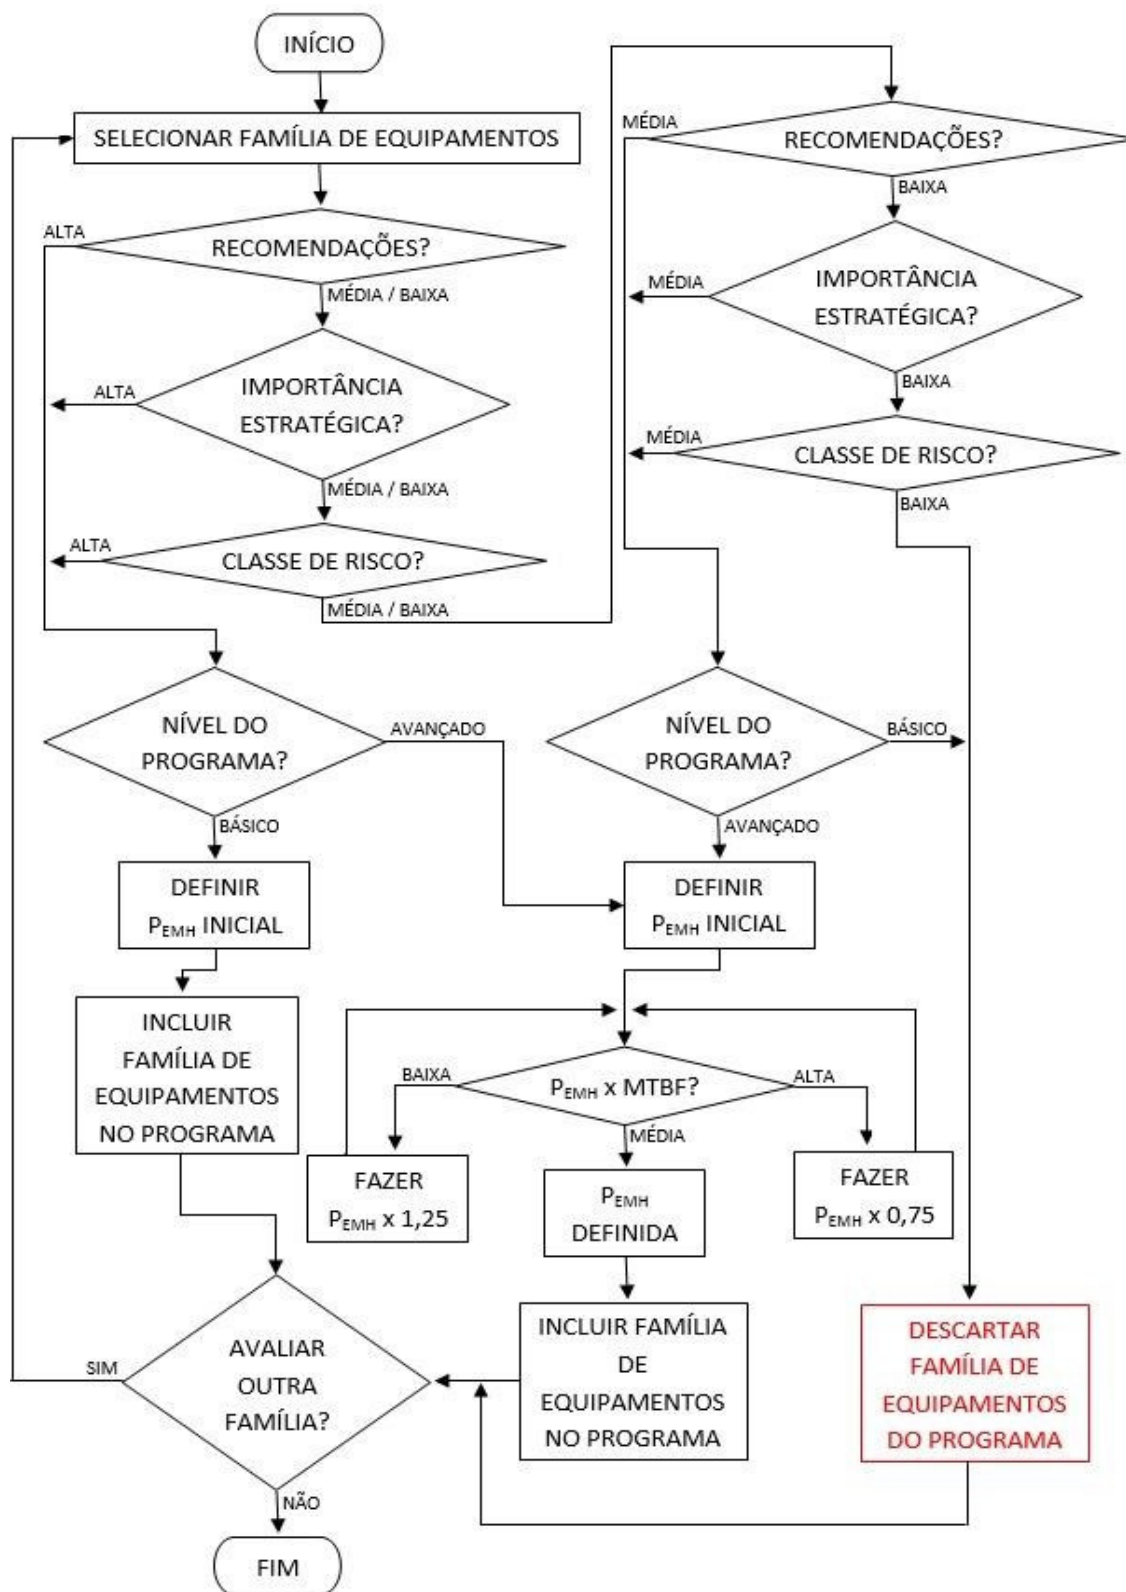 INÍCIO
SELECIONAR FAMÍLIA DE EQUIPAMENTOS
ALTA
RECOMENDAÇÕES?
MÉDIA / BAIXA
ALTA
IMPORTÂNCIA
ESTRATÉGICA?
MÉDIA / BAIXA
ALTA
CLASSE DE RISCO?
MÉDIA / BAIXA
MÉDIA
RECOMENDAÇÕES?
BAIXA
MÉDIA
IMPORTÂNCIA
ESTRATÉGICA?
BAIXA
MÉDIA
CLASSE DE RISCO?
BAIXA
NÍVEL DO
PROGRAMA?
AVANÇADO
BÁSICO
DEFINIR
PEMH INICIAL
INCLUIR
FAMÍLIA DE
EQUIPAMENTOS
NO PROGRAMA
NÍVEL DO
PROGRAMA?
BÁSICO
AVANÇADO
DEFINIR
PEMH INICIAL
BAIXA
PEMH x MTBF?
ALTA
MÉDIA
FAZER
PEMH x 1,25
PEMH
DEFINIDA
FAZER
PEMH x 0,75
INCLUIR FAMÍLIA
DE
EQUIPAMENTOS
NO PROGRAMA
DESCARTAR
FAMÍLIA DE
EQUIPAMENTOS
DO PROGRAMA
SIM
AVALIAR
OUTRA
FAMÍLIA?
NÃO
FIM